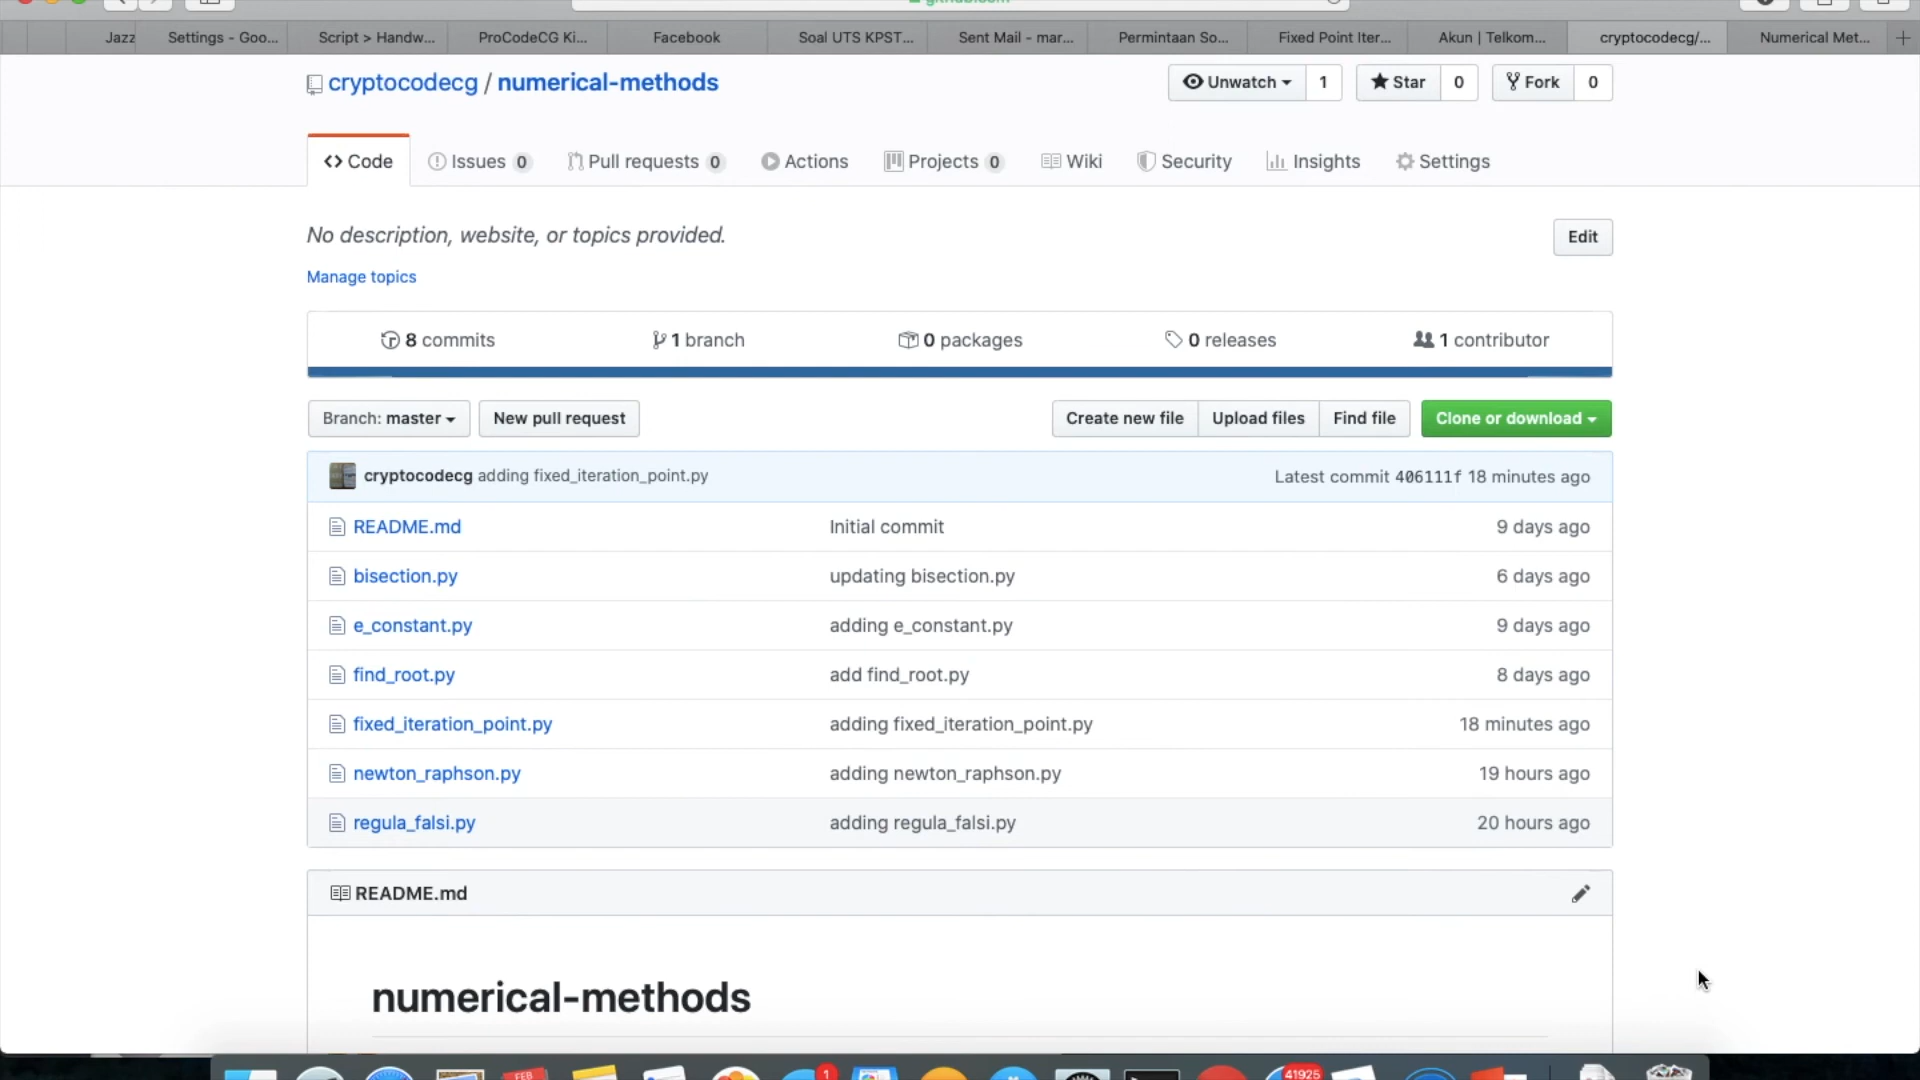 Jazz Settings - Goo... Script > Handw... ProCodeCG Ki... Facebook Soal UTS KPST... Sent Mail - mar... Permintaan So... Fixed Point Iter... Akun | Telkom... cryptocodecg/... Numerical Met...
cryptocodecg / numerical-methods Unwatch 1 Star 0 Fork 0
Code Issues 0 Pull requests 0 Actions Projects 0 Wiki Security Insights Settings
No description, website, or topics provided. Edit
Manage topics
8 commits 1 branch 0 packages 0 releases 1 contributor
Branch: master New pull request Create new file Upload files Find file Clone or download
cryptocodecg adding fixed_iteration_point.py Latest commit 406111f 18 minutes ago
README.md Initial commit 9 days ago
bisection.py updating bisection.py 6 days ago
e_constant.py adding e_constant.py 9 days ago
find_root.py add find_root.py 8 days ago
fixed_iteration_point.py adding fixed_iteration_point.py 18 minutes ago
newton_raphson.py adding newton_raphson.py 19 hours ago
regula_falsi.py adding regula_falsi.py 20 hours ago
README.md
numerical-methods
FEB 1 41925